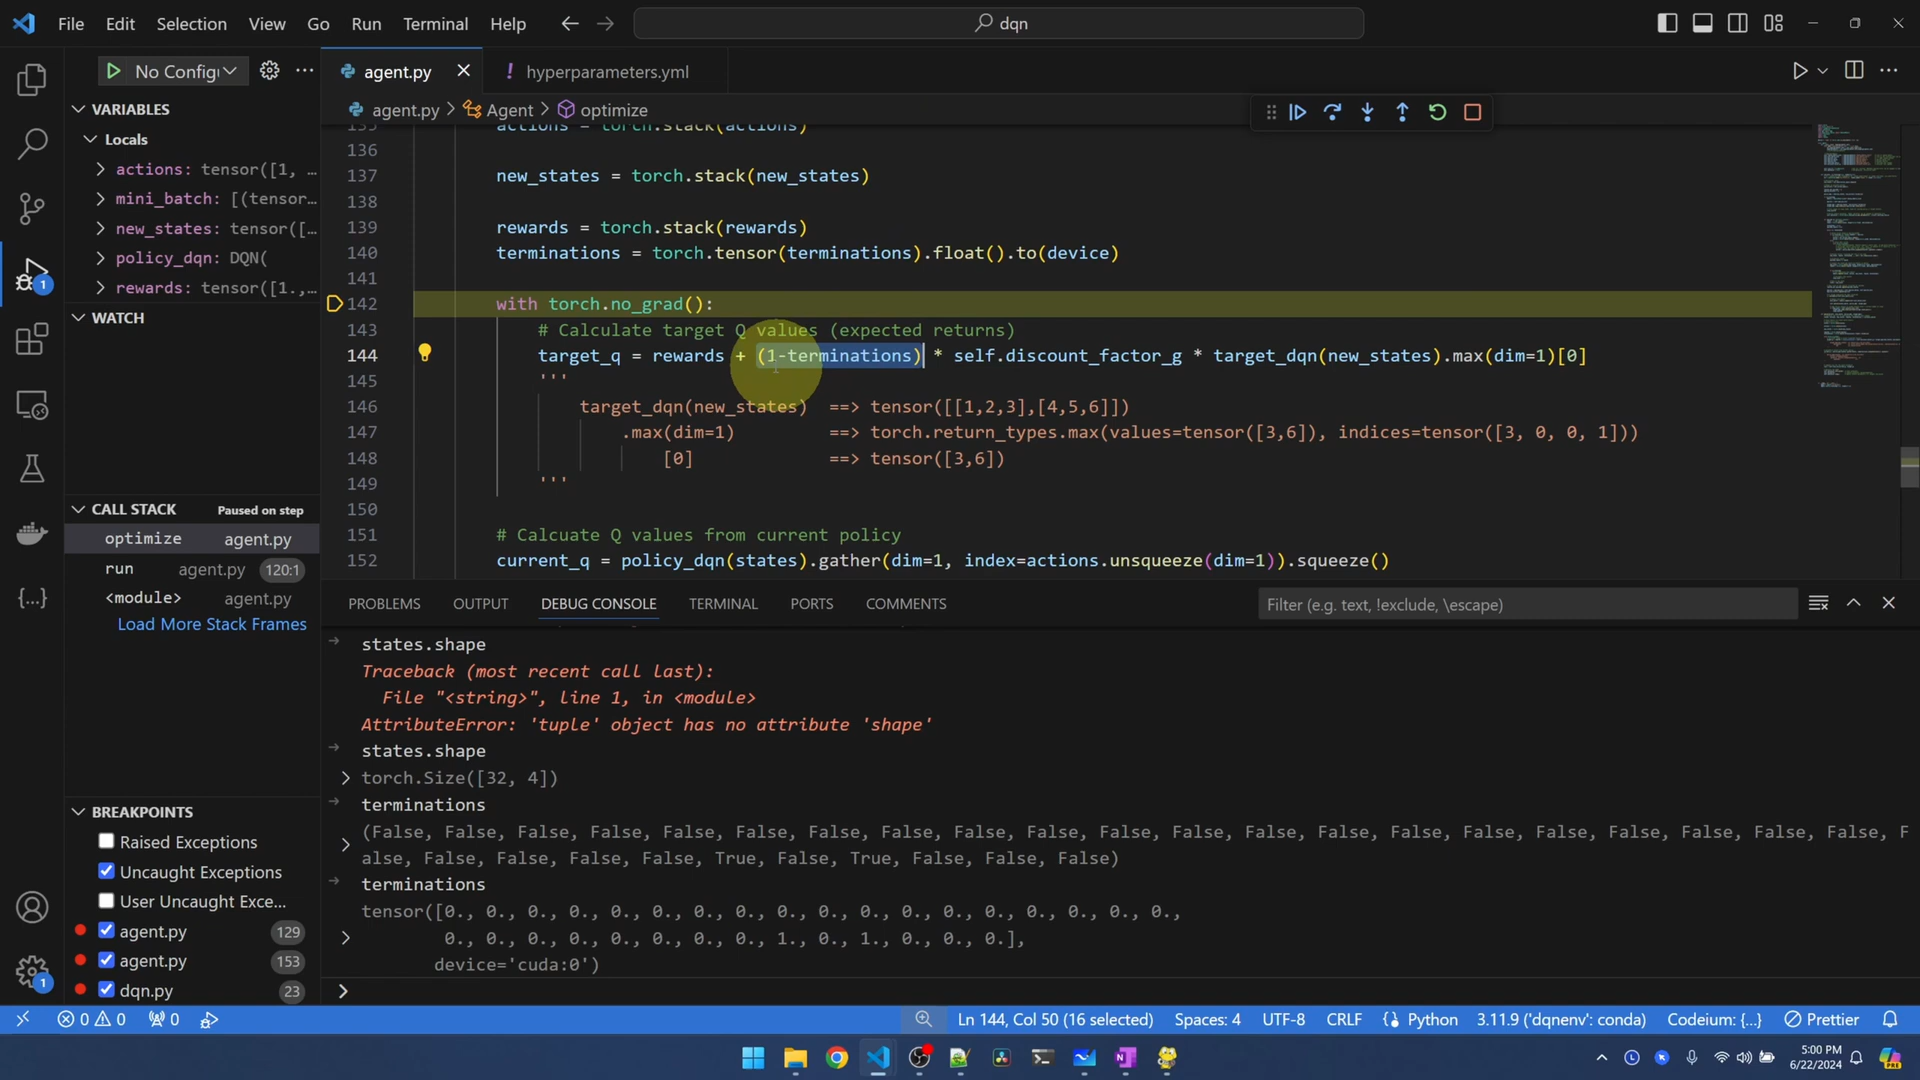 File Edit Selection View Go Run Terminal Help
dqn
No Config
agent.py
hyperparameters.yml
agent.py > Agent > optimize
VARIABLES
Locals
actions: tensor([1, ...
mini_batch: [(tensor...
new_states: tensor([...
policy_dqn: DQN(
rewards: tensor([1.,...
WATCH
CALL STACK Paused on step
optimize agent.py
run agent.py 120:1
<module> agent.py
Load More Stack Frames
BREAKPOINTS
Raised Exceptions
Uncaught Exceptions
User Uncaught Exce...
agent.py 129
agent.py 153
dqn.py 23
135 actions = torch.stack(actions)
136
137 new_states = torch.stack(new_states)
138
139 rewards = torch.stack(rewards)
140 terminations = torch.tensor(terminations).float().to(device)
141
142 with torch.no_grad():
143 # Calculate target Q values (expected returns)
144 target_q = rewards + (1-terminations) * self.discount_factor_g * target_dqn(new_states).max(dim=1)[0]
145 '''
146 target_dqn(new_states) ==> tensor([[1,2,3],[4,5,6]])
147 .max(dim=1) ==> torch.return_types.max(values=tensor([3,6]), indices=tensor([3, 0, 0, 1]))
148 [0] ==> tensor([3,6])
149 '''
150
151 # Calcuate Q values from current policy
152 current_q = policy_dqn(states).gather(dim=1, index=actions.unsqueeze(dim=1)).squeeze()
PROBLEMS OUTPUT DEBUG CONSOLE TERMINAL PORTS COMMENTS
Filter (e.g. text, !exclude, \escape)
states.shape
Traceback (most recent call last):
File "<string>", line 1, in <module>
AttributeError: 'tuple' object has no attribute 'shape'
states.shape
torch.Size([32, 4])
terminations
(False, False, False, False, False, False, False, False, False, False, False, False, False, False, False, False, False, False, False, False, False, F
alse, False, False, False, False, True, False, True, False, False, False)
terminations
tensor([0., 0., 0., 0., 0., 0., 0., 0., 0., 0., 0., 0., 0., 0., 0., 0., 0., 0.,
0., 0., 0., 0., 0., 0., 0., 0., 1., 0., 1., 0., 0., 0.],
device='cuda:0')
0 0 0 Ln 144, Col 50 (16 selected) Spaces: 4 UTF-8 CRLF Python 3.11.9 ('dqnenv': conda) Codeium: {...} Prettier
5:00 PM
6/22/2024